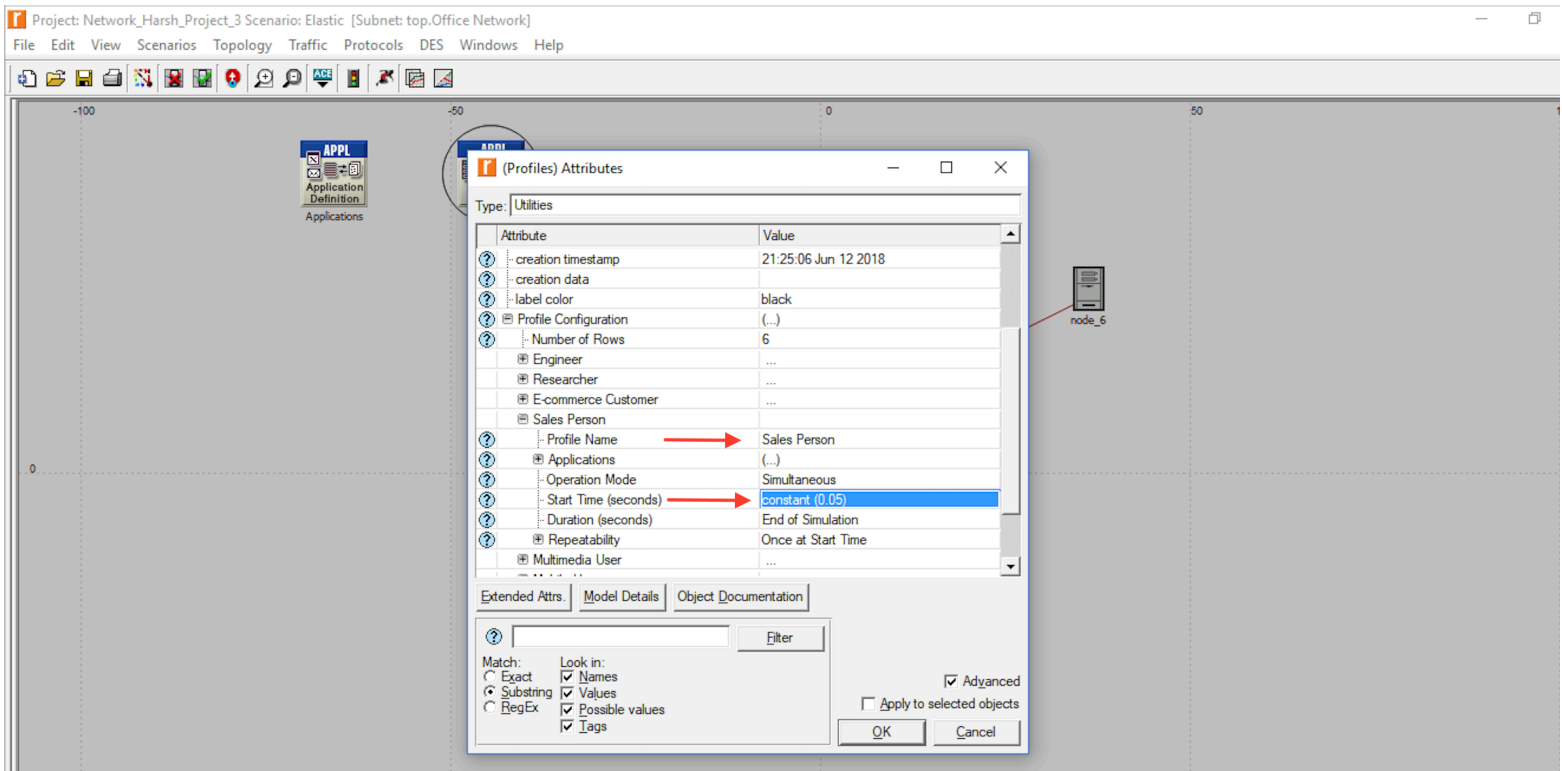 Project: Network_Harsh_Project_3 Scenario: Elastic [Subnet: top.Office Network]
File Edit View Scenarios Topology Traffic Protocols DES Windows Help
ACE
-100 -50 0 50
APPL
Application
Definition
Applications
APPL
(Profiles) Attributes
Type: Utilities
Attribute Value
creation timestamp 21:25:06 Jun 12 2018
creation data
label color black
Profile Configuration (...)
Number of Rows 6
Engineer ...
Researcher ...
E-commerce Customer ...
Sales Person
Profile Name Sales Person
Applications (...)
Operation Mode Simultaneous
Start Time (seconds) constant (0.05)
Duration (seconds) End of Simulation
Repeatability Once at Start Time
Multimedia User ...
node_6
0
Extended Attrs. Model Details Object Documentation
Filter
Match: Look in:
Exact Names
Substring Values
RegEx Possible values
Tags
Advanced
Apply to selected objects
OK Cancel